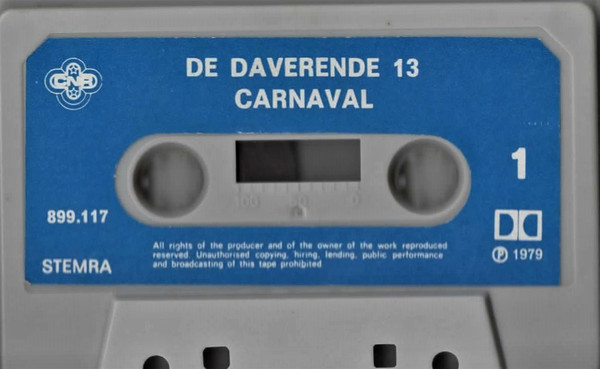 CNR
DE DAVERENDE 13
CARNAVAL
1
100 50 0
899.117
STEMRA
All rights of the producer and of the owner of the work reproduced
reserved. Unauthorised copying, hiring, lending, public performance
and broadcasting of this tape prohibited
℗ 1979